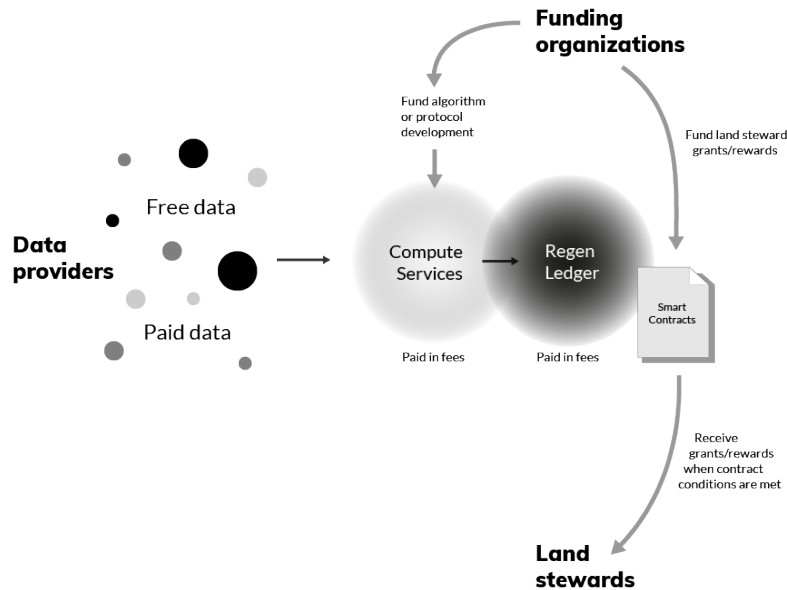 Funding
organizations
Fund algorithm
or protocol
development
Fund land steward
grants/rewards
Free data
Data
providers
Paid data
Compute
Services
Regen
Ledger
Smart
Contracts
Paid in fees
Paid in fees
Receive
grants/rewards
when contract
conditions are met
Land
stewards